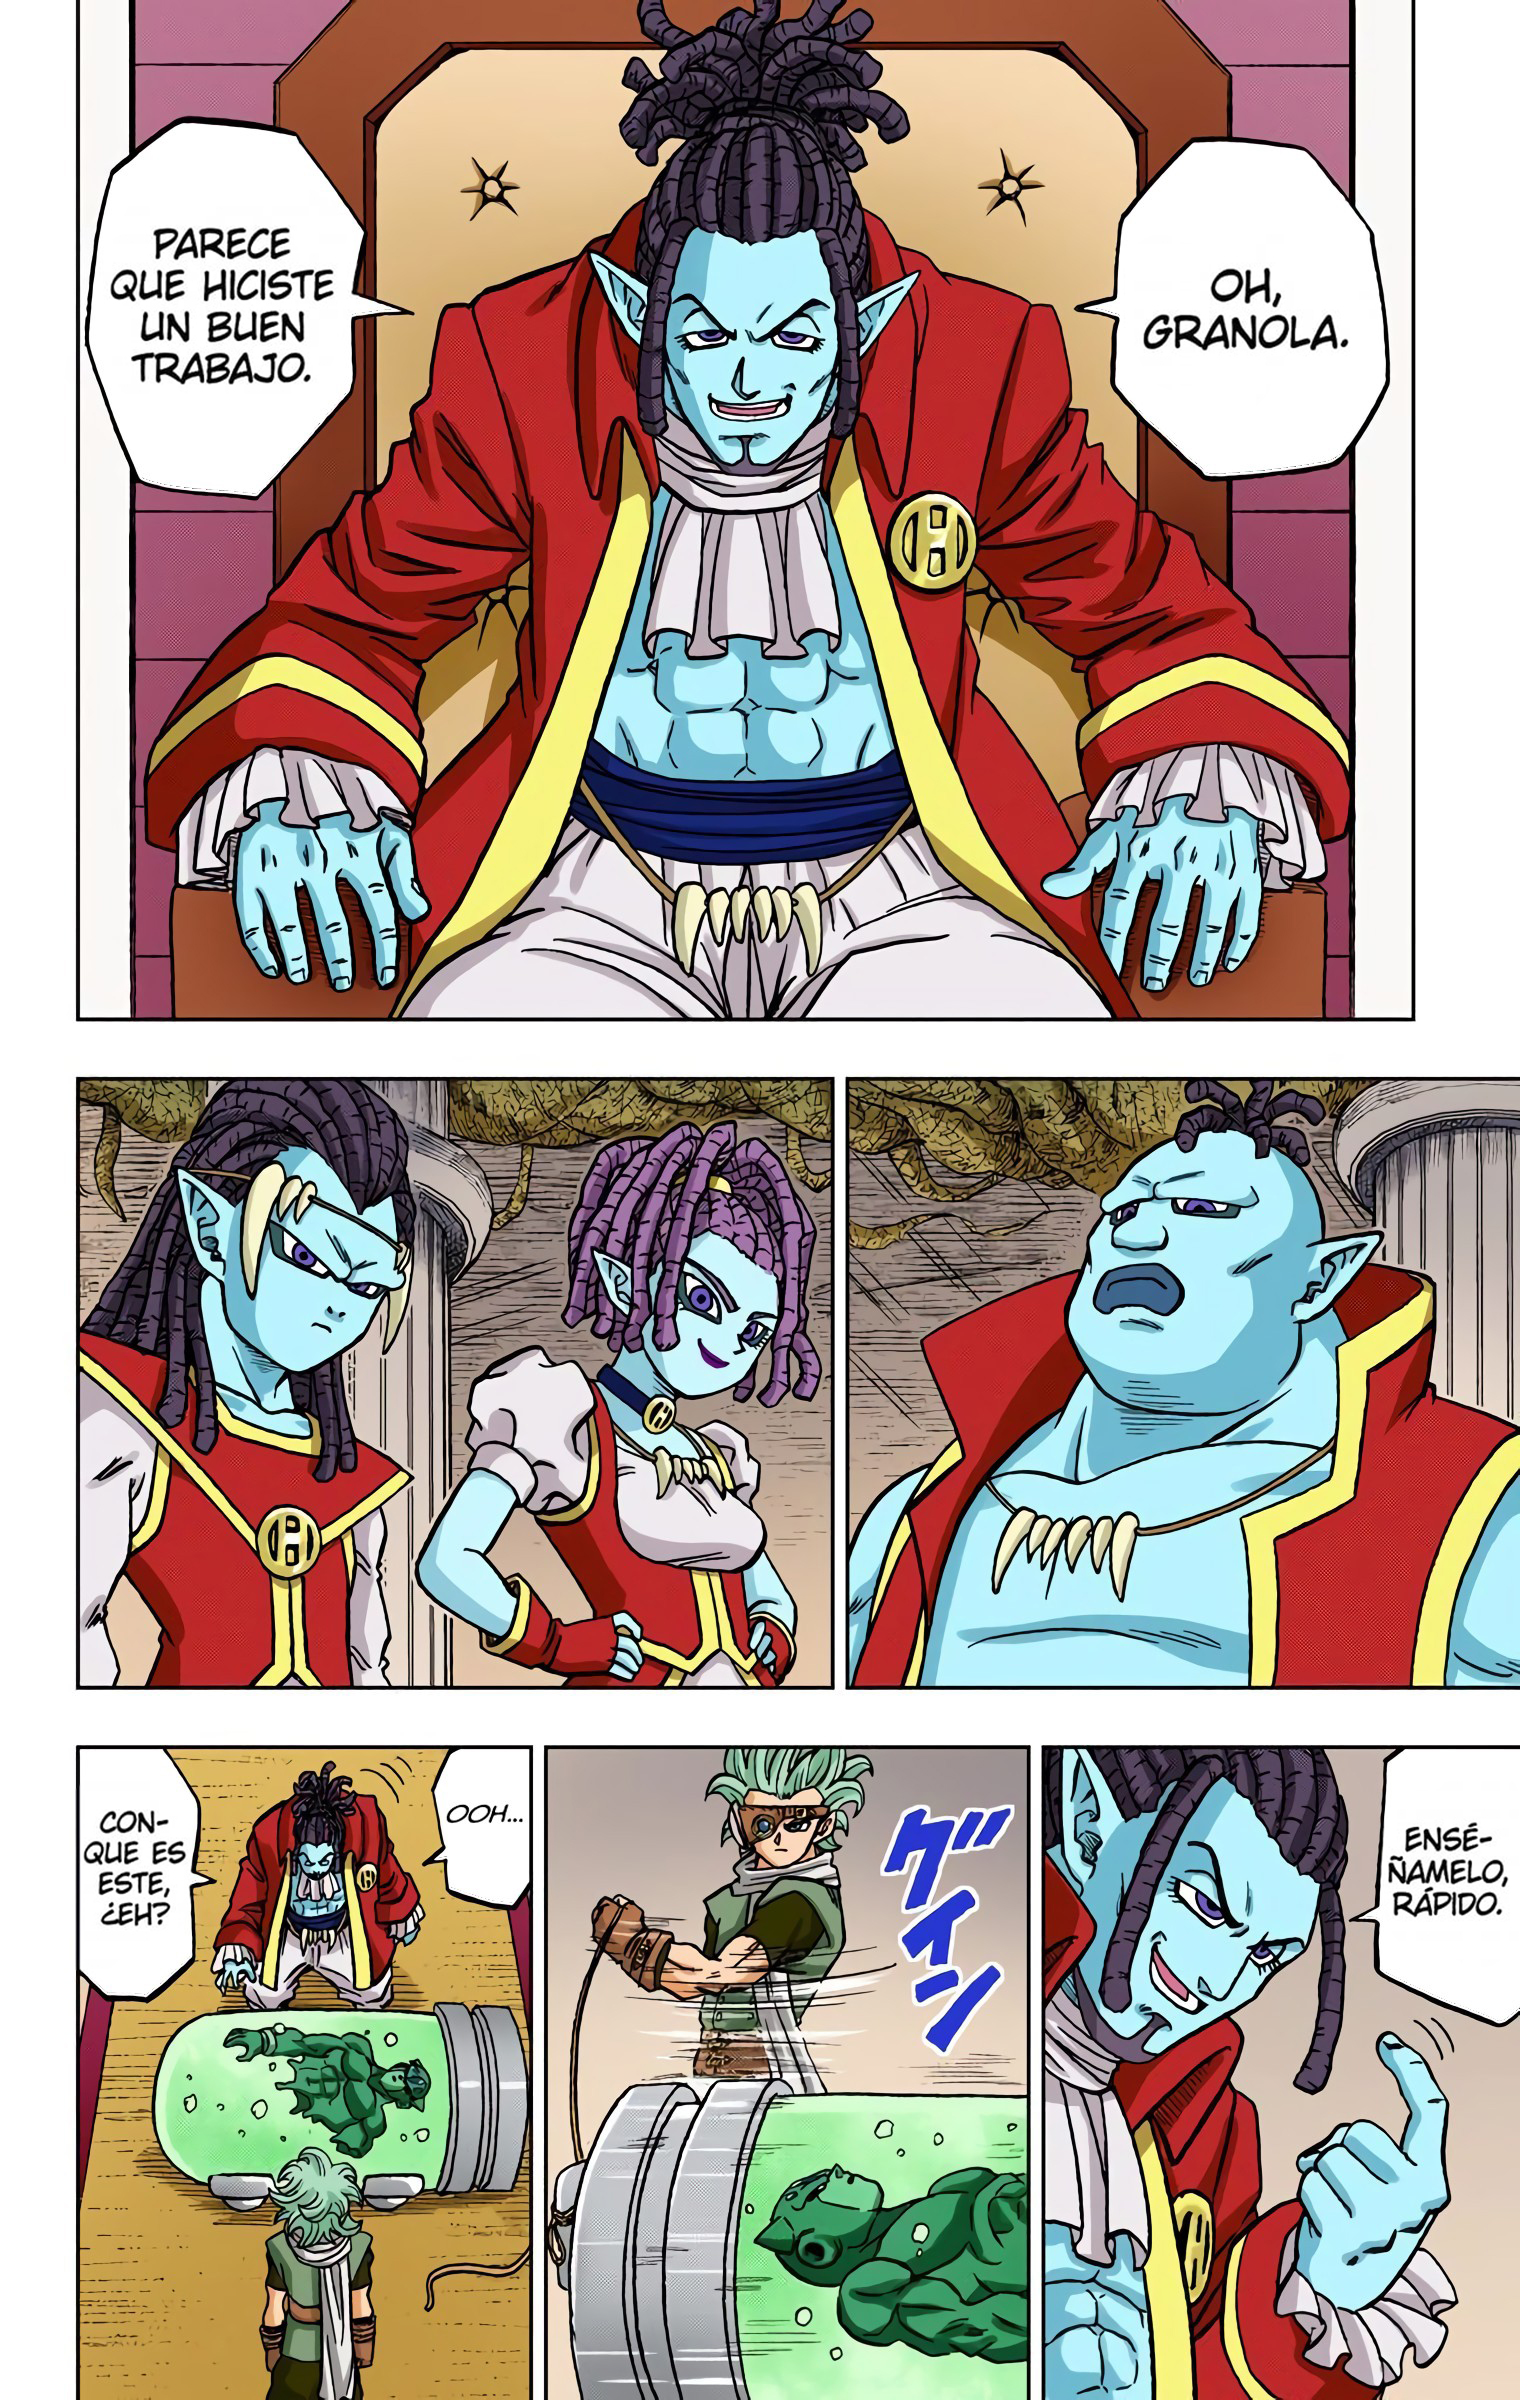 OH,
GRANOLA.
PARECE
QUE HICISTE
UN BUEN
TRABAJO.
ENSÉ-
ÑAMELO,
RÁPIDO.
グイン
OOH...
CON-
QUE ES
ESTE,
¿EH?